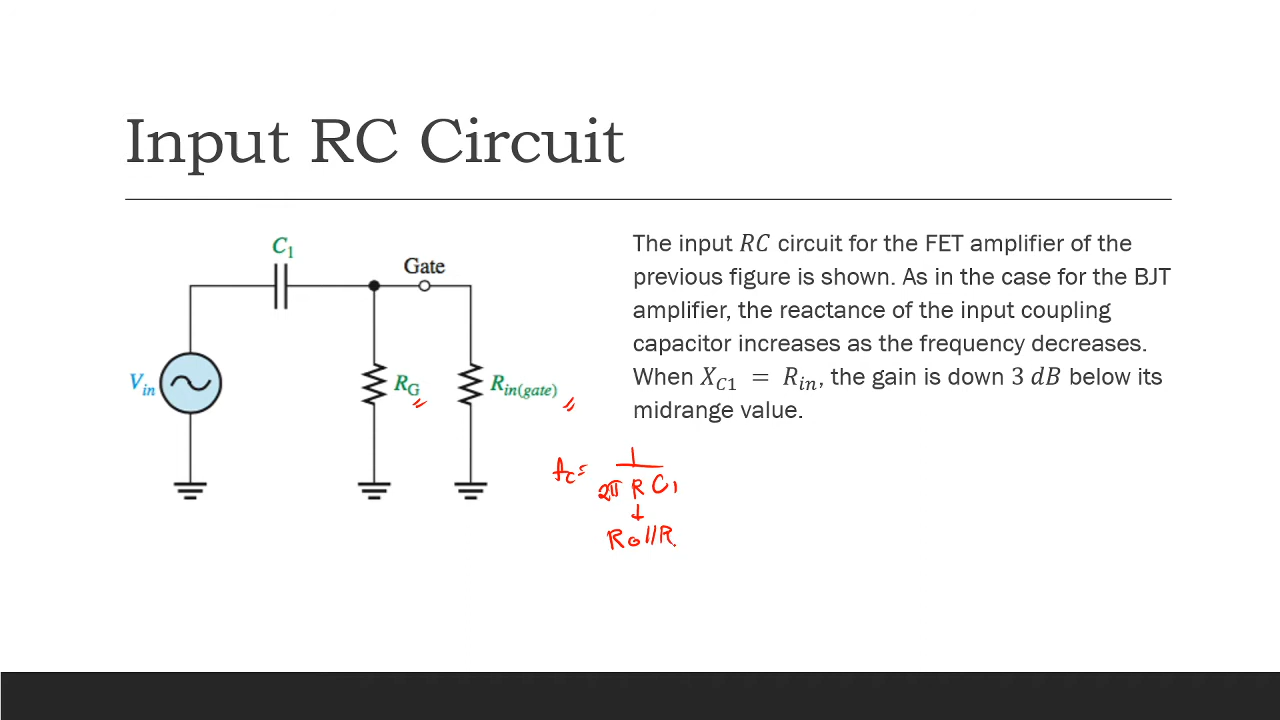 Input RC Circuit
C1
Gate
Vin
RG
Rin(gate)
The input RC circuit for the FET amplifier of the
previous figure is shown. As in the case for the BJT
amplifier, the reactance of the input coupling
capacitor increases as the frequency decreases.
When XC1 = Rin, the gain is down 3 dB below its
midrange value.
fc = 1
2π R C1
↓
RG//R